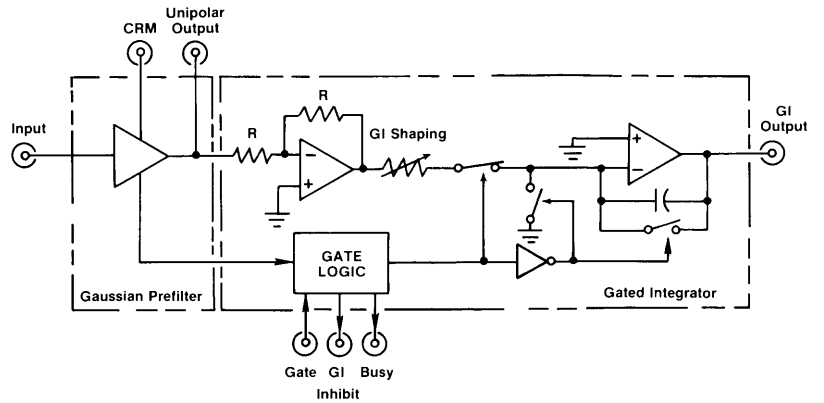 CRM
Unipolar
Output
Input
R
R
GI Shaping
+
−
−
+
GI
Output
GATE
LOGIC
Gaussian Prefilter
Gated Integrator
Gate GI Busy
Inhibit